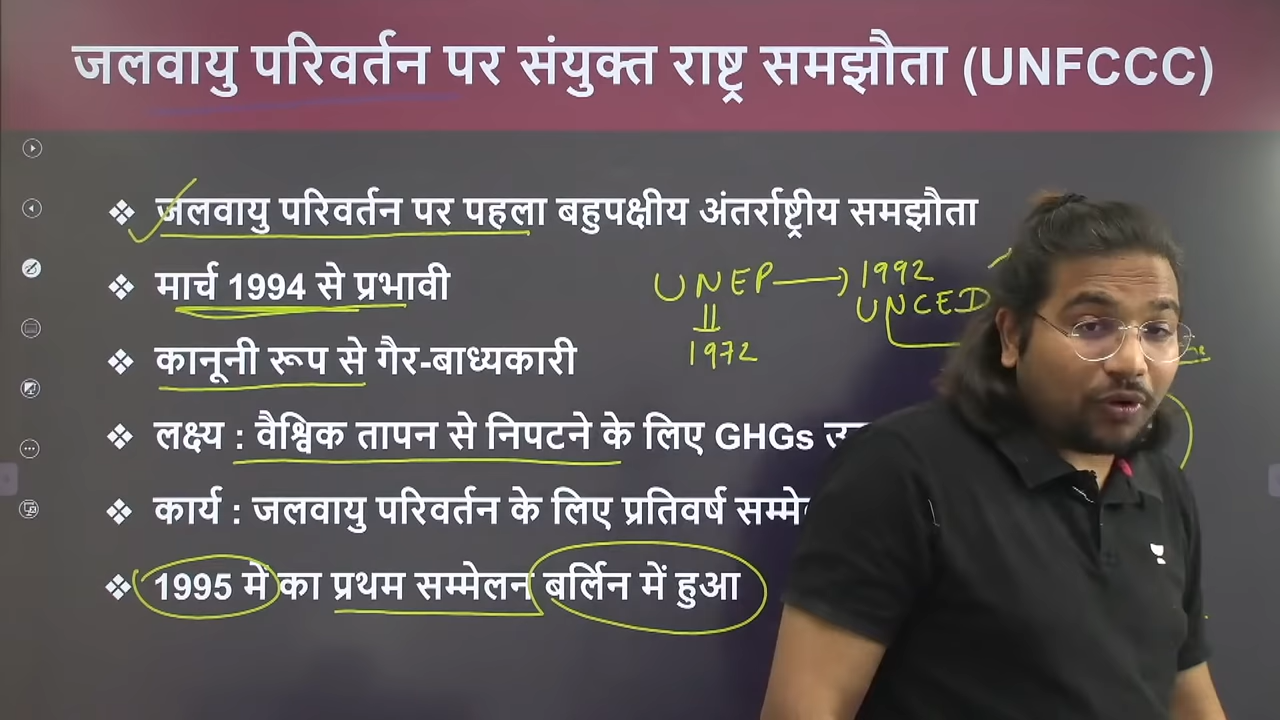 जलवायु परिवर्तन पर संयुक्त राष्ट्र समझौता (UNFCCC)
❖ जलवायु परिवर्तन पर पहला बहुपक्षीय अंतर्राष्ट्रीय समझौता
❖ मार्च 1994 से प्रभावी
UNEP → 1992
UNCED
1972
❖ कानूनी रूप से गैर-बाध्यकारी
❖ लक्ष्य : वैश्विक तापन से निपटने के लिए GHGs
❖ कार्य : जलवायु परिवर्तन के लिए प्रतिवर्ष
❖ 1995 में का प्रथम सम्मेलन बर्लिन में हुआ